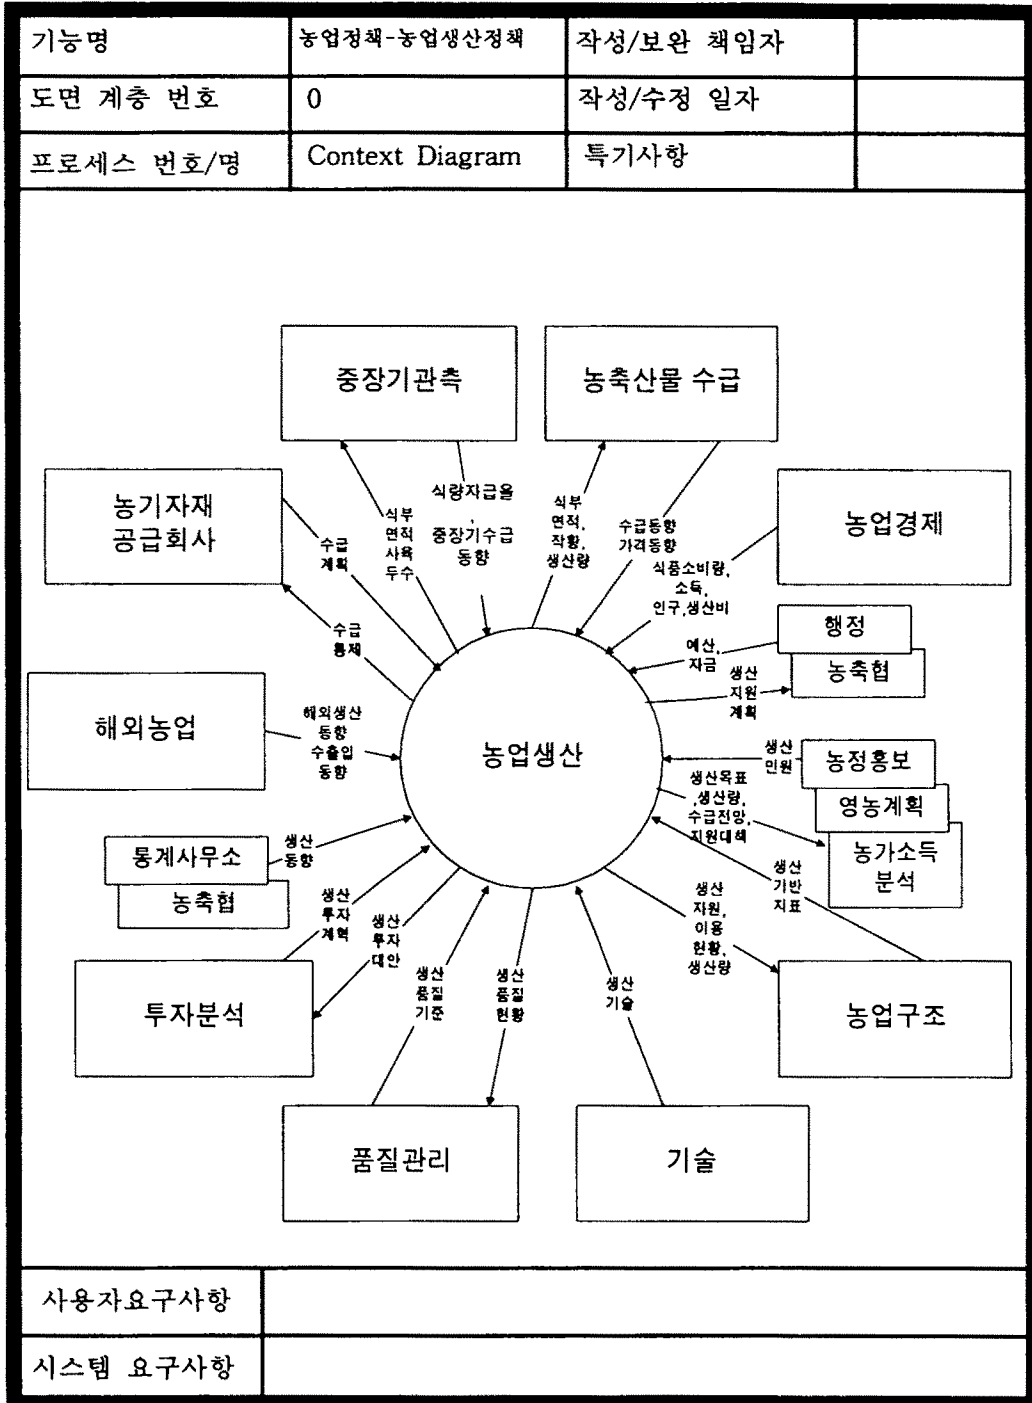 기능명
농업정책-농업생산정책
작성/보완 책임자
도면 계층 번호
0
작성/수정 일자
프로세스 번호/명
Context Diagram
특기사항
중장기관측
농축산물 수급
농기자재
공급회사
농업경제
식부
면적
사육
두수
식량자급율
,
중장기수급
동향
식부
면적,
작황,
생산량
수급동향
가격동향
식품소비량,
소득,
인구,생산비
수급
계획
수급
통제
행정
농축협
예산,
자금
생산
지원
계획
해외농업
해외생산
동향
수출입
동향
농업생산
생산
민원
농정홍보
영농계획
농가소득
분석
생산목표
,생산량,
수급전망,
지원대책
통계사무소
농축협
생산
동향
생산
투자
계획
생산
투자
대안
생산
품질
기준
생산
품질
현황
생산
기술
생산
자원,
이용
현황,
생산량
생산
기반
지표
투자분석
농업구조
품질관리
기술
사용자요구사항
시스템 요구사항